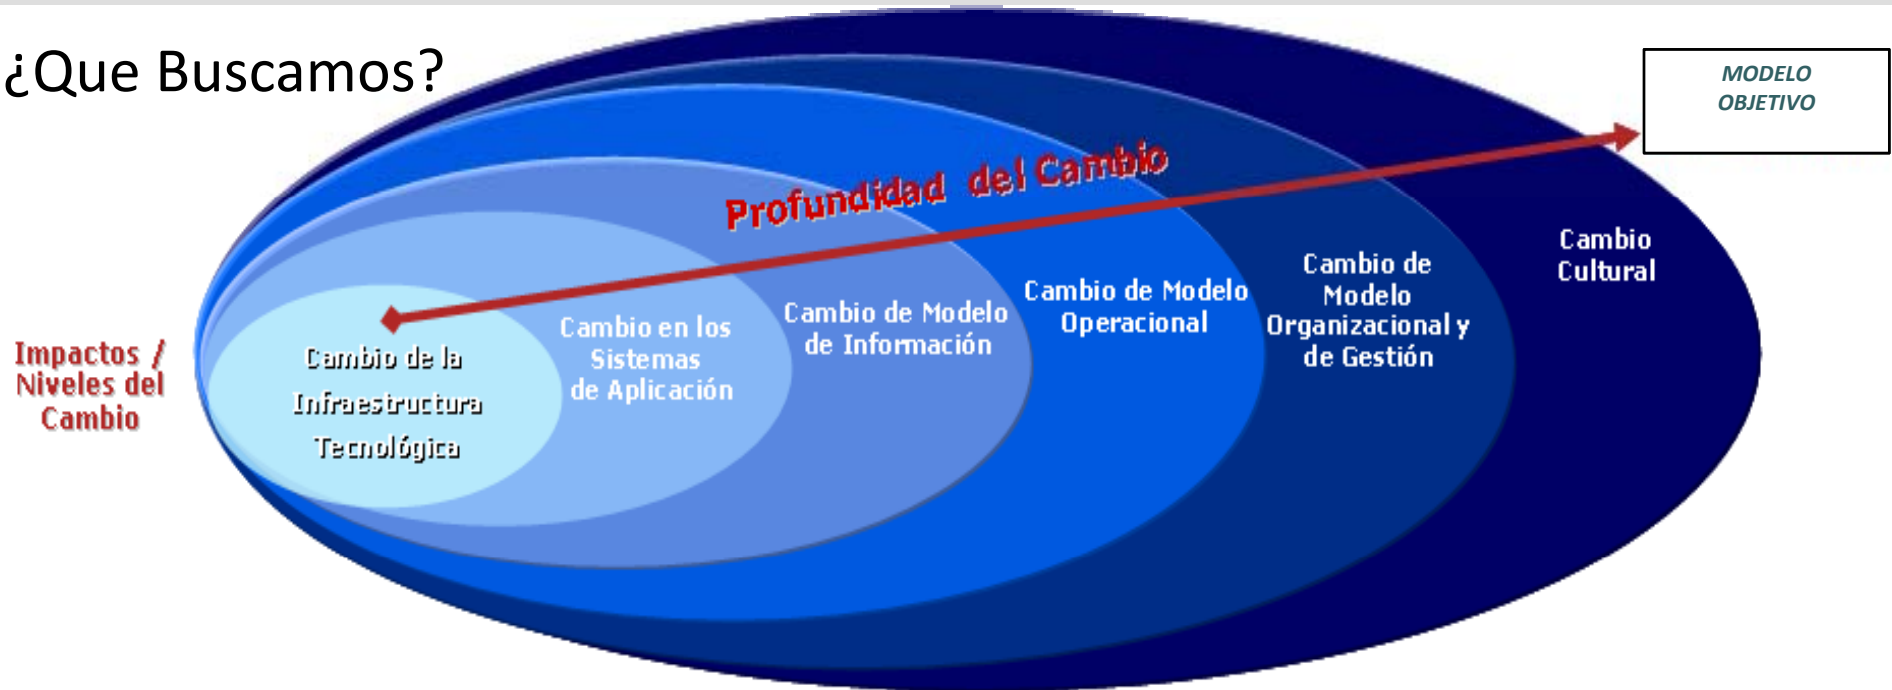 ¿Que Buscamos?
MODELO
OBJETIVO
Profundidad del Cambio
Impactos /
Niveles del
Cambio
Cambio de la
Infraestructura
Tecnológica
Cambio en los
Sistemas
de Aplicación
Cambio de Modelo
de Información
Cambio de Modelo
Operacional
Cambio de
Modelo
Organizacional y
de Gestión
Cambio
Cultural